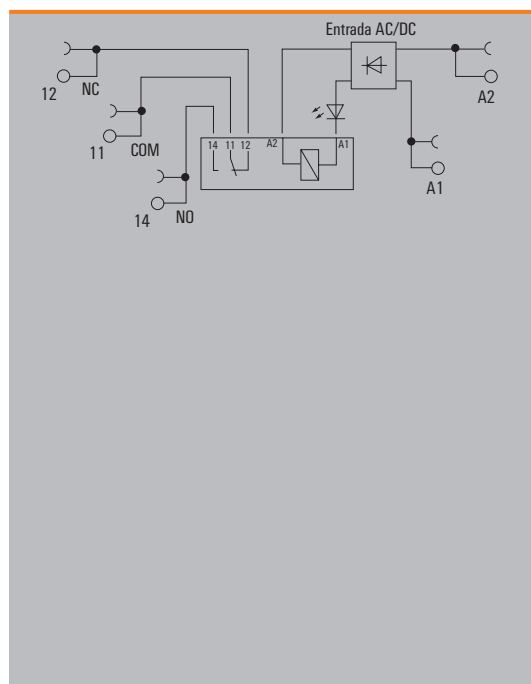 Entrada AC/DC
12 NC
A2
11 COM
14 11 12 A2 A1
A1
14 NO